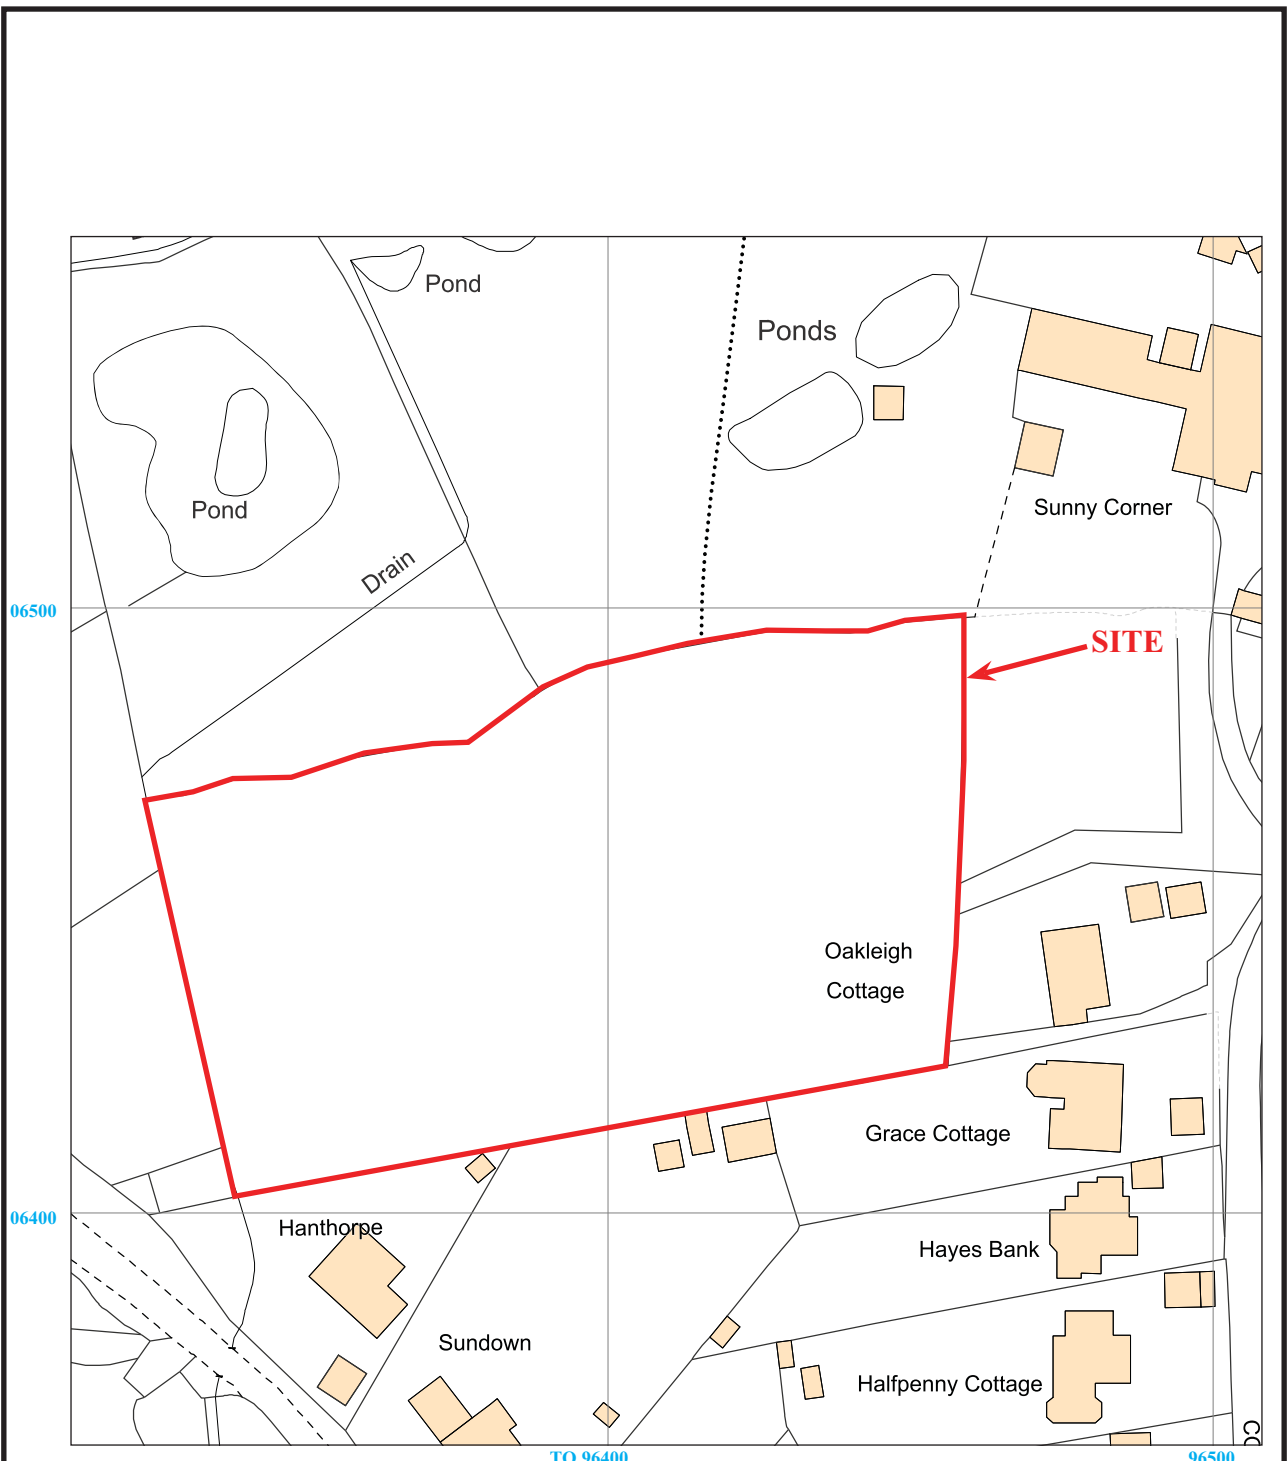 Pond
Ponds
Pond
Sunny Corner
Drain
06500
SITE
Oakleigh
Cottage
Grace Cottage
06400
Hanthorpe
Hayes Bank
Sundown
Halfpenny Cottage
TO 96400
96500